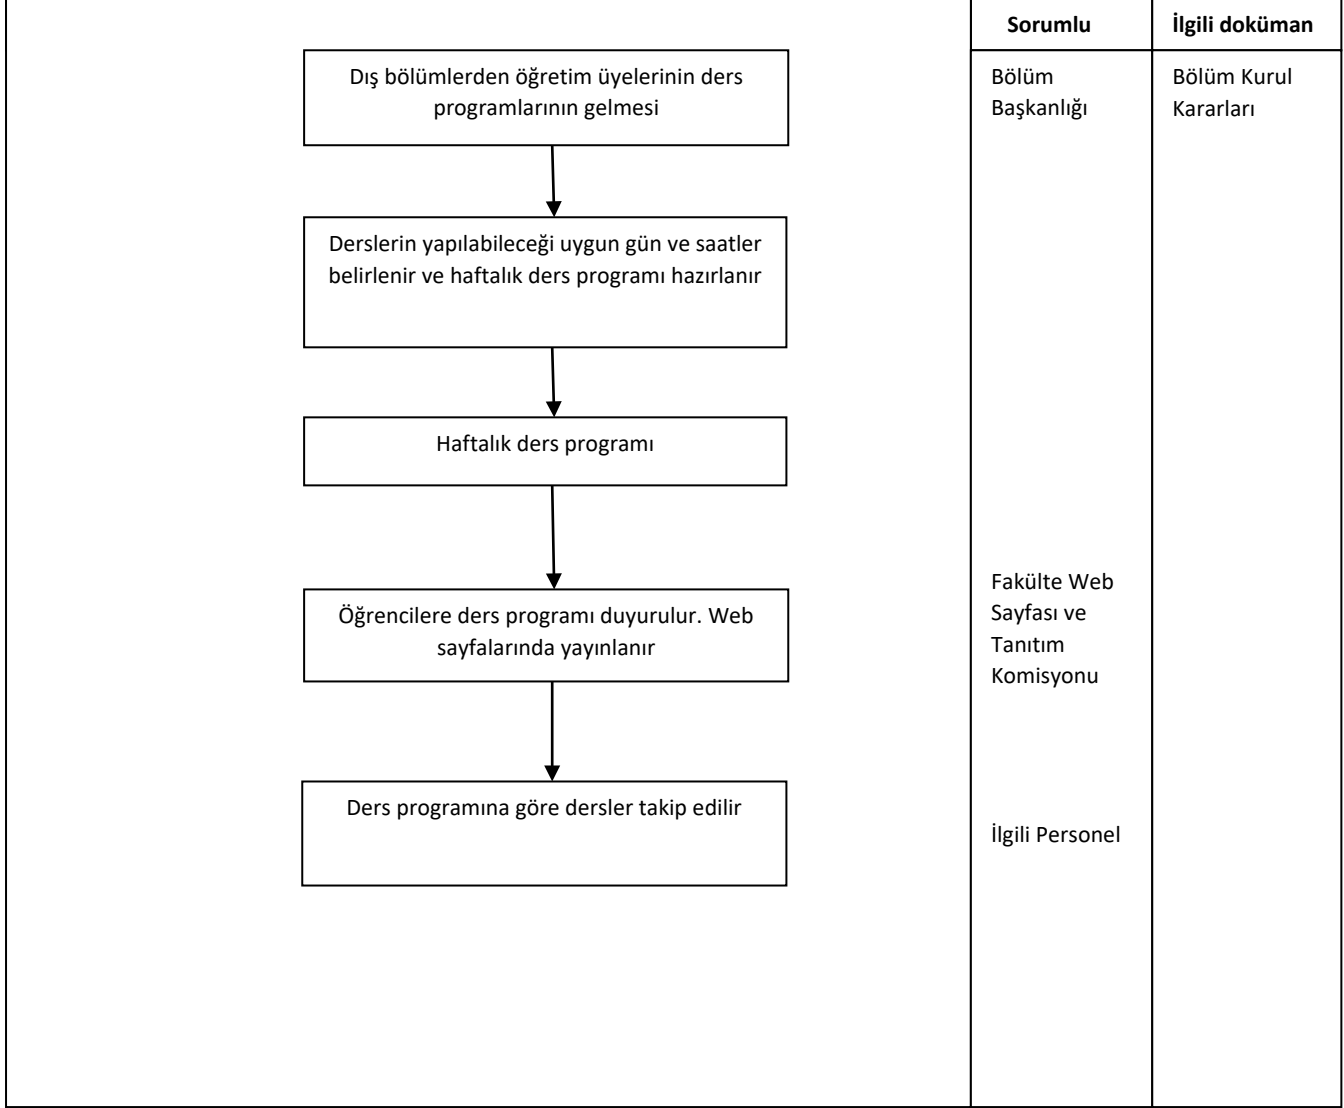 Sorumlu
İlgili doküman
Dış bölümlerden öğretim üyelerinin ders
programlarının gelmesi
Bölüm
Başkanlığı
Bölüm Kurul
Kararları
Derslerin yapılabileceği uygun gün ve saatler
belirlenir ve haftalık ders programı hazırlanır
Haftalık ders programı
Öğrencilere ders programı duyurulur. Web
sayfalarında yayınlanır
Fakülte Web
Sayfası ve
Tanıtım
Komisyonu
Ders programına göre dersler takip edilir
İlgili Personel